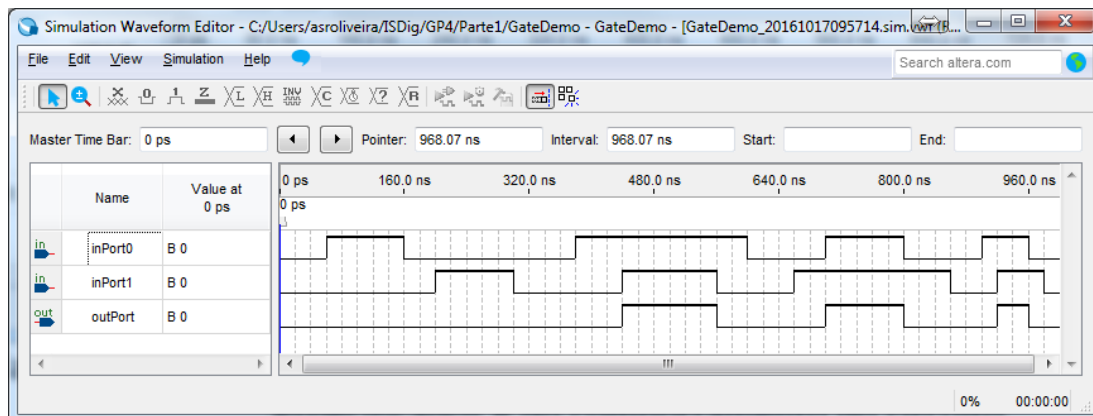 Simulation Waveform Editor - C:/Users/asroliveira/ISDig/GP4/Parte1/GateDemo - GateDemo - [GateDemo_20161017095714.sim.vwf (R...
File Edit View Simulation Help
Search altera.com
Master Time Bar: 0 ps Pointer: 968.07 ns Interval: 968.07 ns Start: End:
Name Value at 0 ps
0 ps 160.0 ns 320.0 ns 480.0 ns 640.0 ns 800.0 ns 960.0 ns
0 ps
in inPort0 B 0
in inPort1 B 0
out outPort B 0
0% 00:00:00